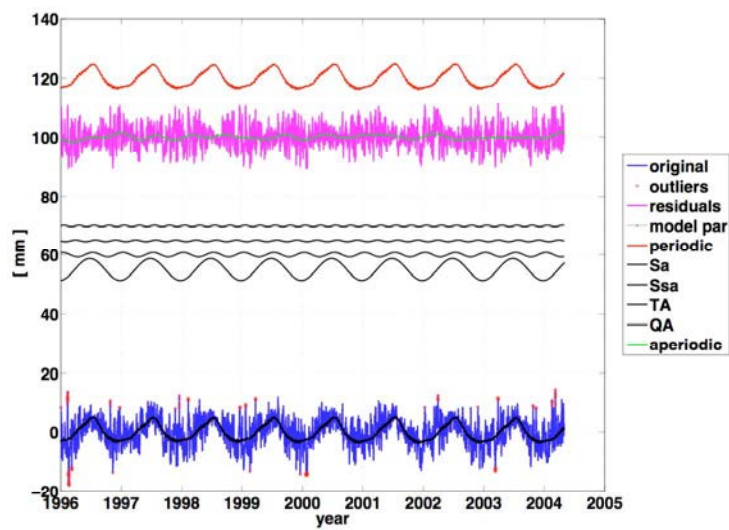 140
120
100
80
60
40
20
0
−20
[ mm ]
1996 1997 1998 1999 2000 2001 2002 2003 2004 2005
year
original
outliers
residuals
model par
periodic
Sa
Ssa
TA
QA
aperiodic